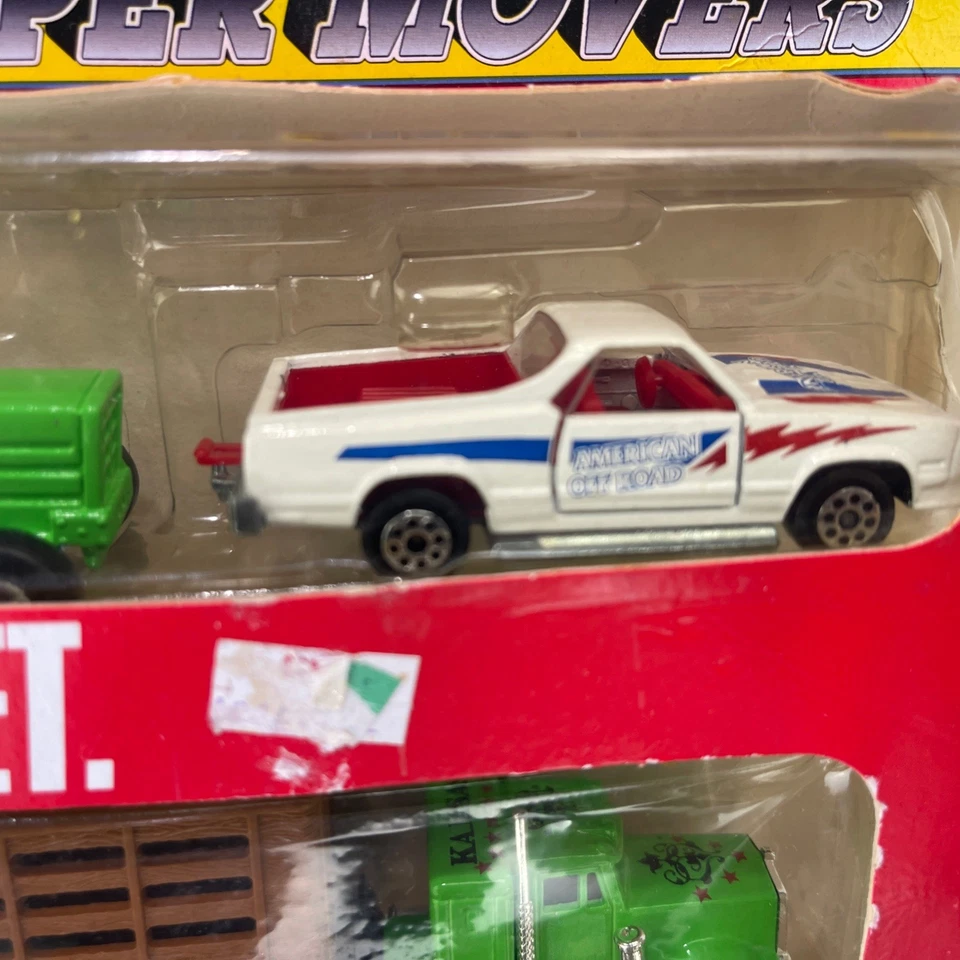 PER MOVERS
AMERICAN
OFF ROAD
ET.